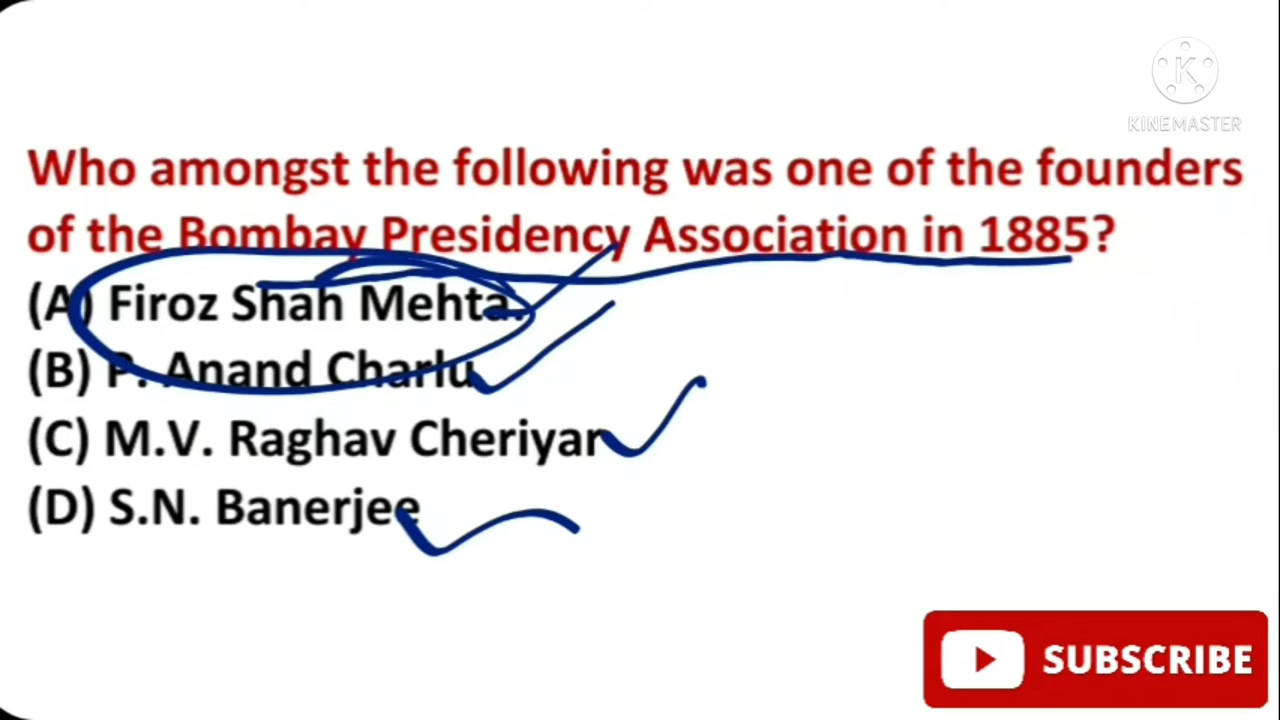 KINEMASTER
Who amongst the following was one of the founders
of the Bombay Presidency Association in 1885?
(A) Firoz Shah Mehta.
(B) P. Anand Charlu
(C) M.V. Raghav Cheriyar
(D) S.N. Banerjee
SUBSCRIBE